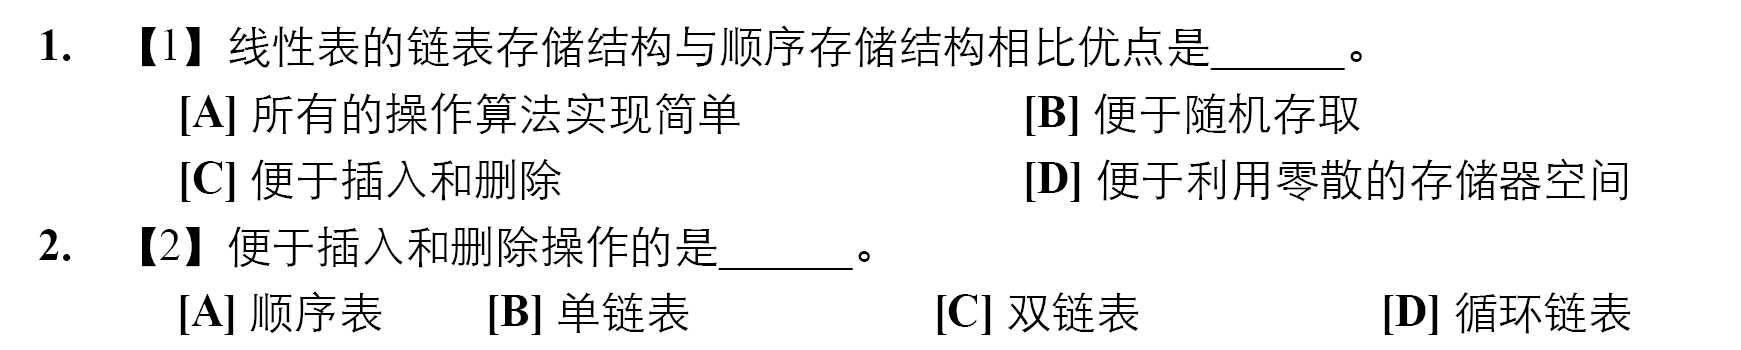 1. 【1】线性表的链表存储结构与顺序存储结构相比优点是______。
[A] 所有的操作算法实现简单 [B] 便于随机存取
[C] 便于插入和删除 [D] 便于利用零散的存储器空间
2. 【2】便于插入和删除操作的是______。
[A] 顺序表 [B] 单链表 [C] 双链表 [D] 循环链表